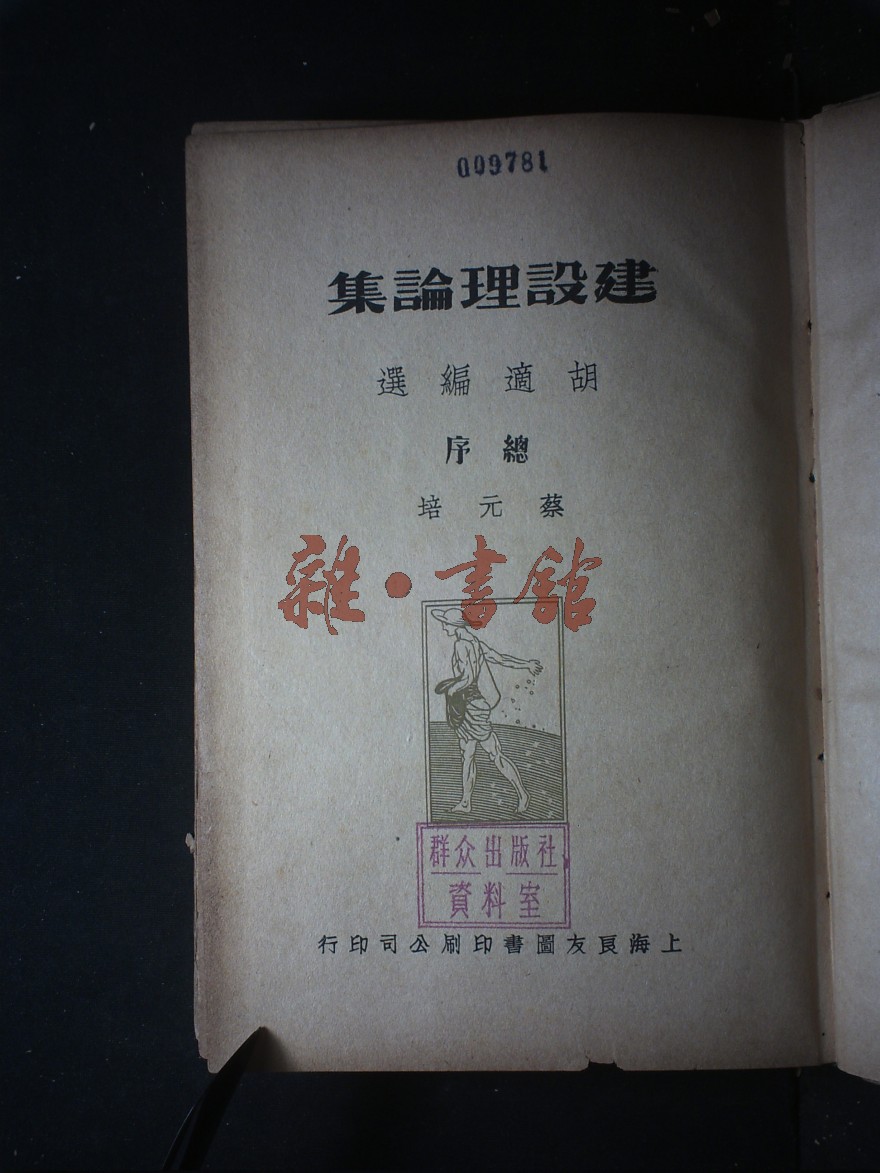 009781
建設理論集
胡適編選
總序
蔡元培
雜·書館
群众出版社
資料室
上海良友圖書印刷公司印行